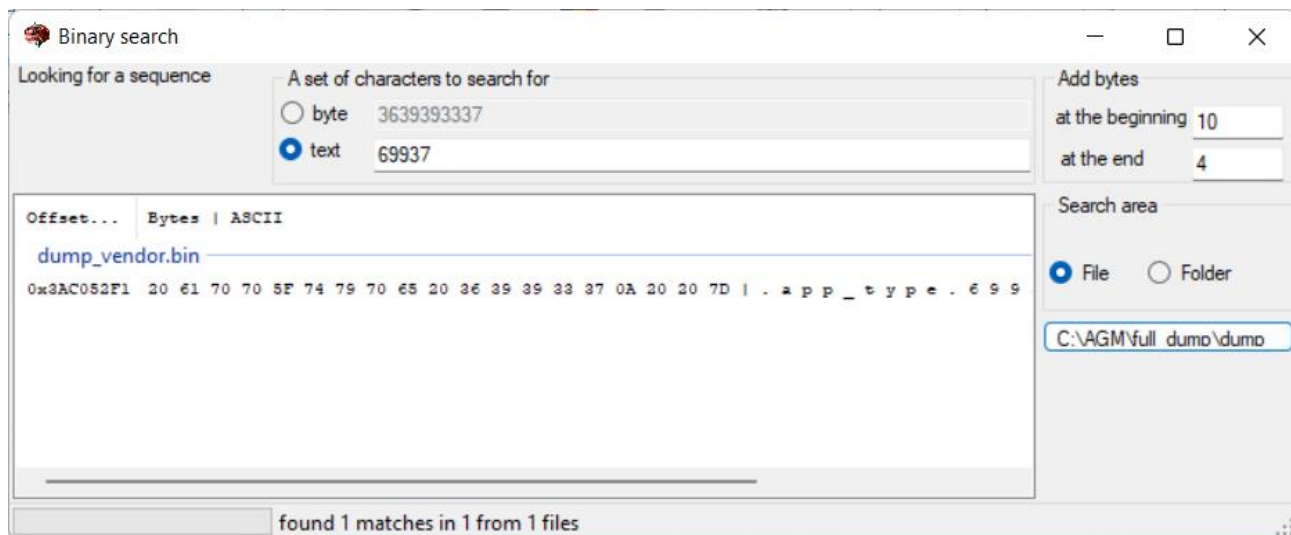 Binary search
Looking for a sequence
A set of characters to search for
byte 3639393337
text 69937
Add bytes
at the beginning 10
at the end 4
Offset... Bytes | ASCII
dump_vendor.bin
0x3AC052F1 20 61 70 70 5F 74 79 70 65 20 36 39 39 33 37 0A 20 20 7D | . a p p _ t y p e . 6 9 9
Search area
File Folder
C:\AGM\full_dump\dump
found 1 matches in 1 from 1 files